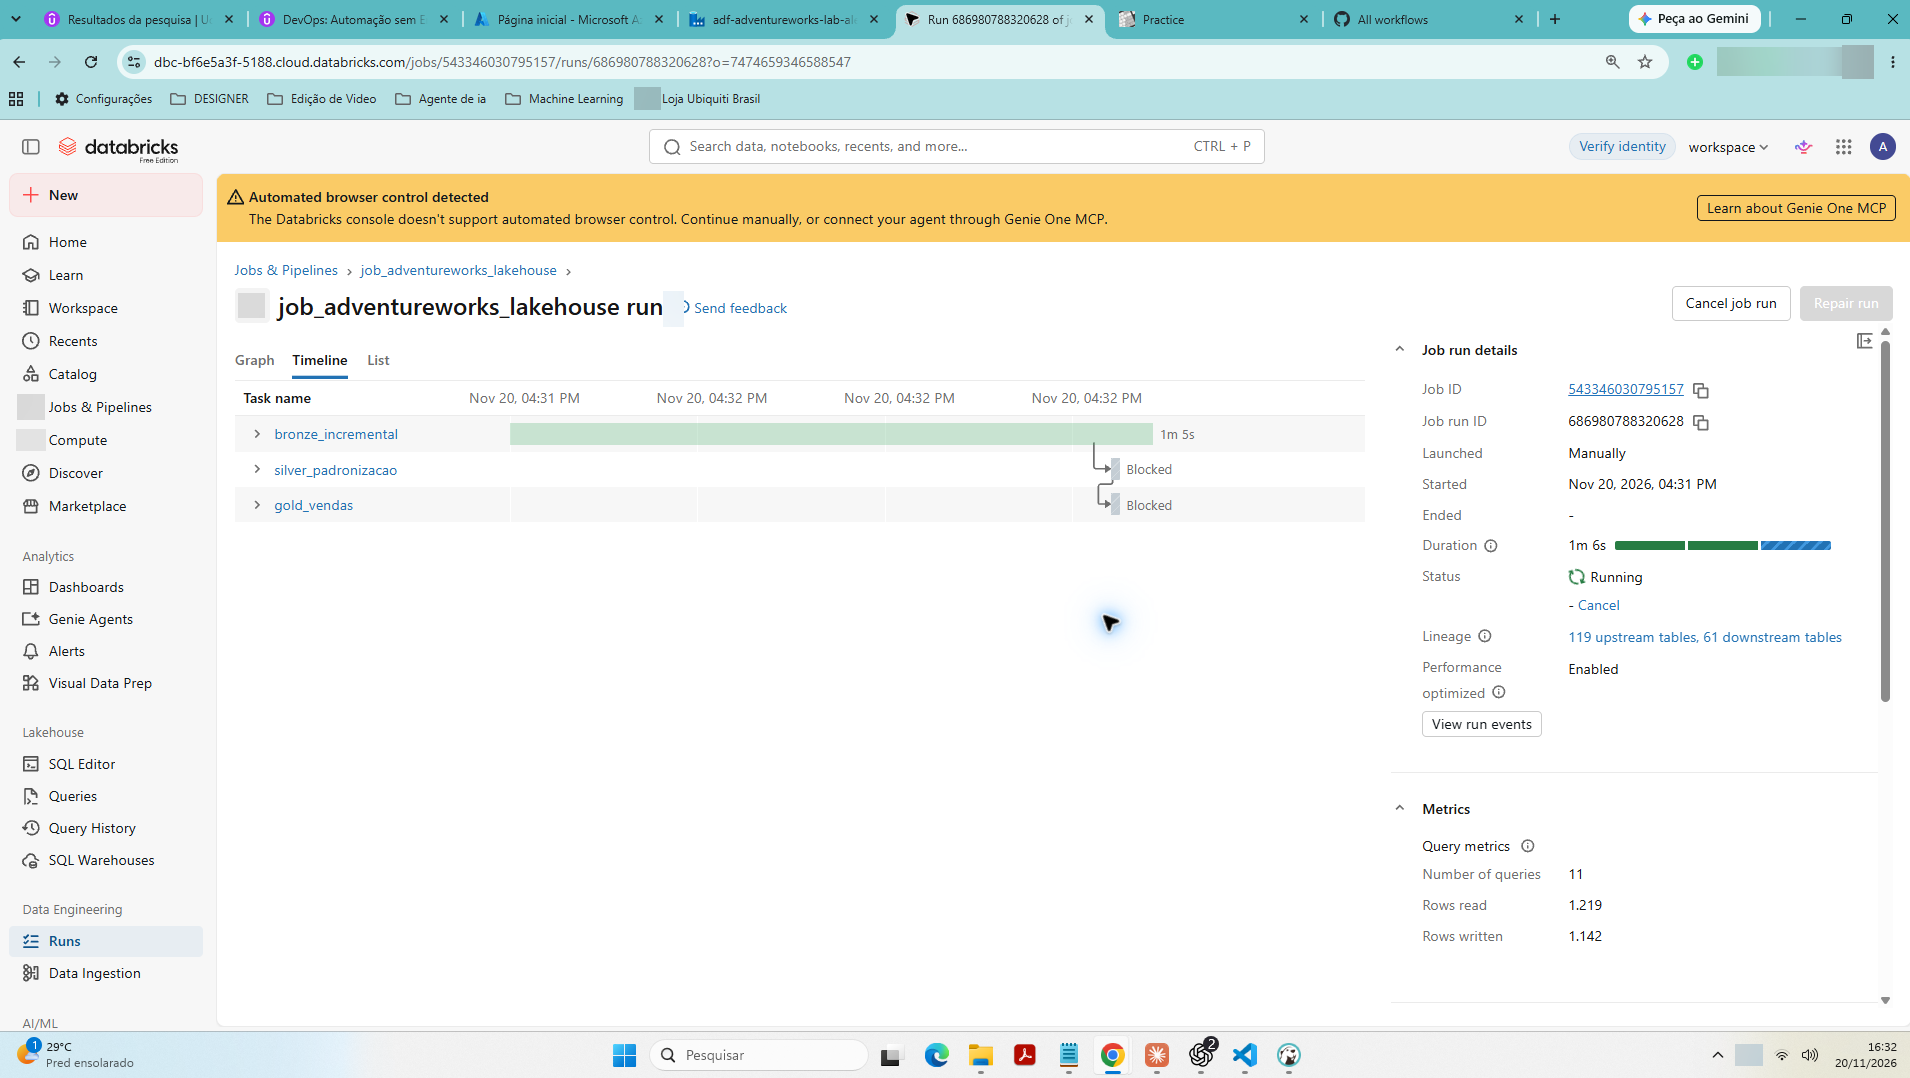 Resultados da pesquisa | U
DevOps: Automação sem E
Página inicial - Microsoft A
adf-adventureworks-lab-al
Run 686980788320628 of j
Practice
All workflows
Peça ao Gemini
dbc-bf6e5a3f-5188.cloud.databricks.com/jobs/543346030795157/runs/686980788320628?o=7474659346588547
Configurações
DESIGNER
Edição de Video
Agente de ia
Machine Learning
Loja Ubiquiti Brasil
databricks
Free Edition
Search data, notebooks, recents, and more...
CTRL + P
Verify identity
workspace
A
New
Home
Learn
Workspace
Recents
Catalog
Jobs & Pipelines
Compute
Discover
Marketplace
Analytics
Dashboards
Genie Agents
Alerts
Visual Data Prep
Lakehouse
SQL Editor
Queries
Query History
SQL Warehouses
Data Engineering
Runs
Data Ingestion
AI/ML
Automated browser control detected
The Databricks console doesn't support automated browser control. Continue manually, or connect your agent through Genie One MCP.
Learn about Genie One MCP
Jobs & Pipelines › job_adventureworks_lakehouse ›
job_adventureworks_lakehouse run
Send feedback
Cancel job run
Repair run
Graph
Timeline
List
Task name
Nov 20, 04:31 PM
Nov 20, 04:32 PM
Nov 20, 04:32 PM
Nov 20, 04:32 PM
bronze_incremental
1m 5s
silver_padronizacao
Blocked
gold_vendas
Blocked
Job run details
Job ID 543346030795157
Job run ID 686980788320628
Launched Manually
Started Nov 20, 2026, 04:31 PM
Ended -
Duration 1m 6s
Status Running
- Cancel
Lineage 119 upstream tables, 61 downstream tables
Performance optimized Enabled
View run events
Metrics
Query metrics
Number of queries 11
Rows read 1.219
Rows written 1.142
1
29°C
Pred ensolarado
Pesquisar
2
16:32
20/11/2026